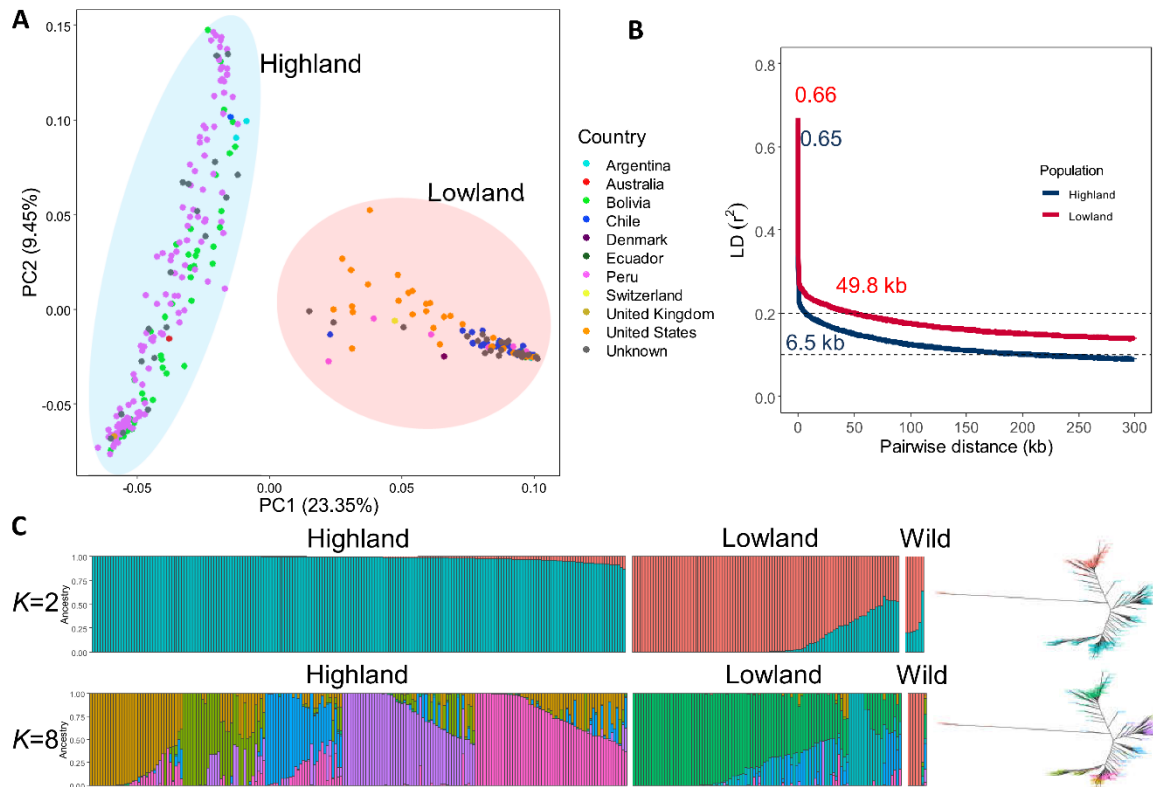 A
0.15
0.10
0.05
0.00
-0.05
PC2 (9.45%)
Highland
Lowland
-0.05
0.00
0.05
0.10
PC1 (23.35%)
Country
Argentina
Australia
Bolivia
Chile
Denmark
Ecuador
Peru
Switzerland
United Kingdom
United States
Unknown
B
0.8
0.6
0.4
0.2
0.0
LD (r²)
0.66
0.65
49.8 kb
6.5 kb
Population
Highland
Lowland
0
50
100
150
200
250
300
Pairwise distance (kb)
C
Highland
Lowland
Wild
K=2
Ancestry
1.00
0.75
0.50
0.25
0.00
Highland
Lowland
Wild
K=8
Ancestry
1.00
0.75
0.50
0.25
0.00